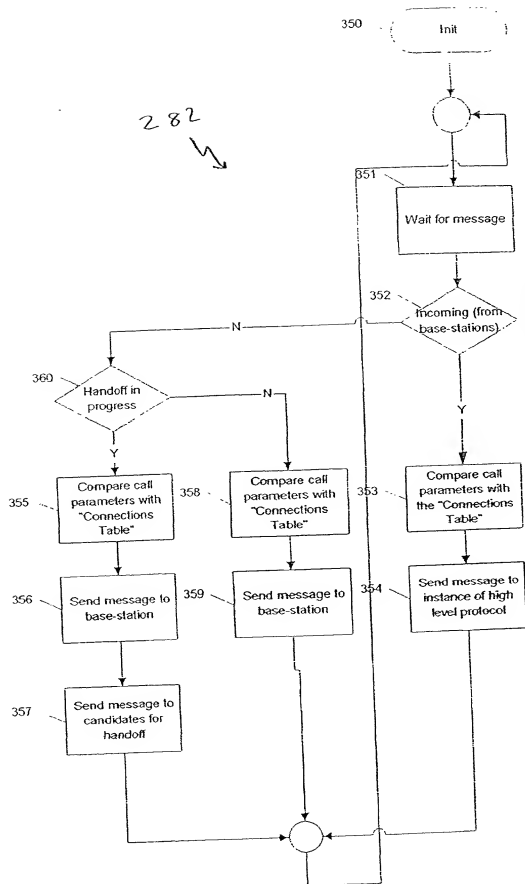 350
Init
282
351
Wait for message
352
Incoming (from
base-stations)
N
360
Handoff in
progress
N
Y
Y
355
Compare call
parameters with
"Connections
Table"
358
Compare call
parameters with
"Connections
Table"
353
Compare call
parameters with
the "Connections
Table"
356
Send message to
base-station
359
Send message to
base-station
354
Send message to
instance of high
level protocol
357
Send message to
candidates for
handoff